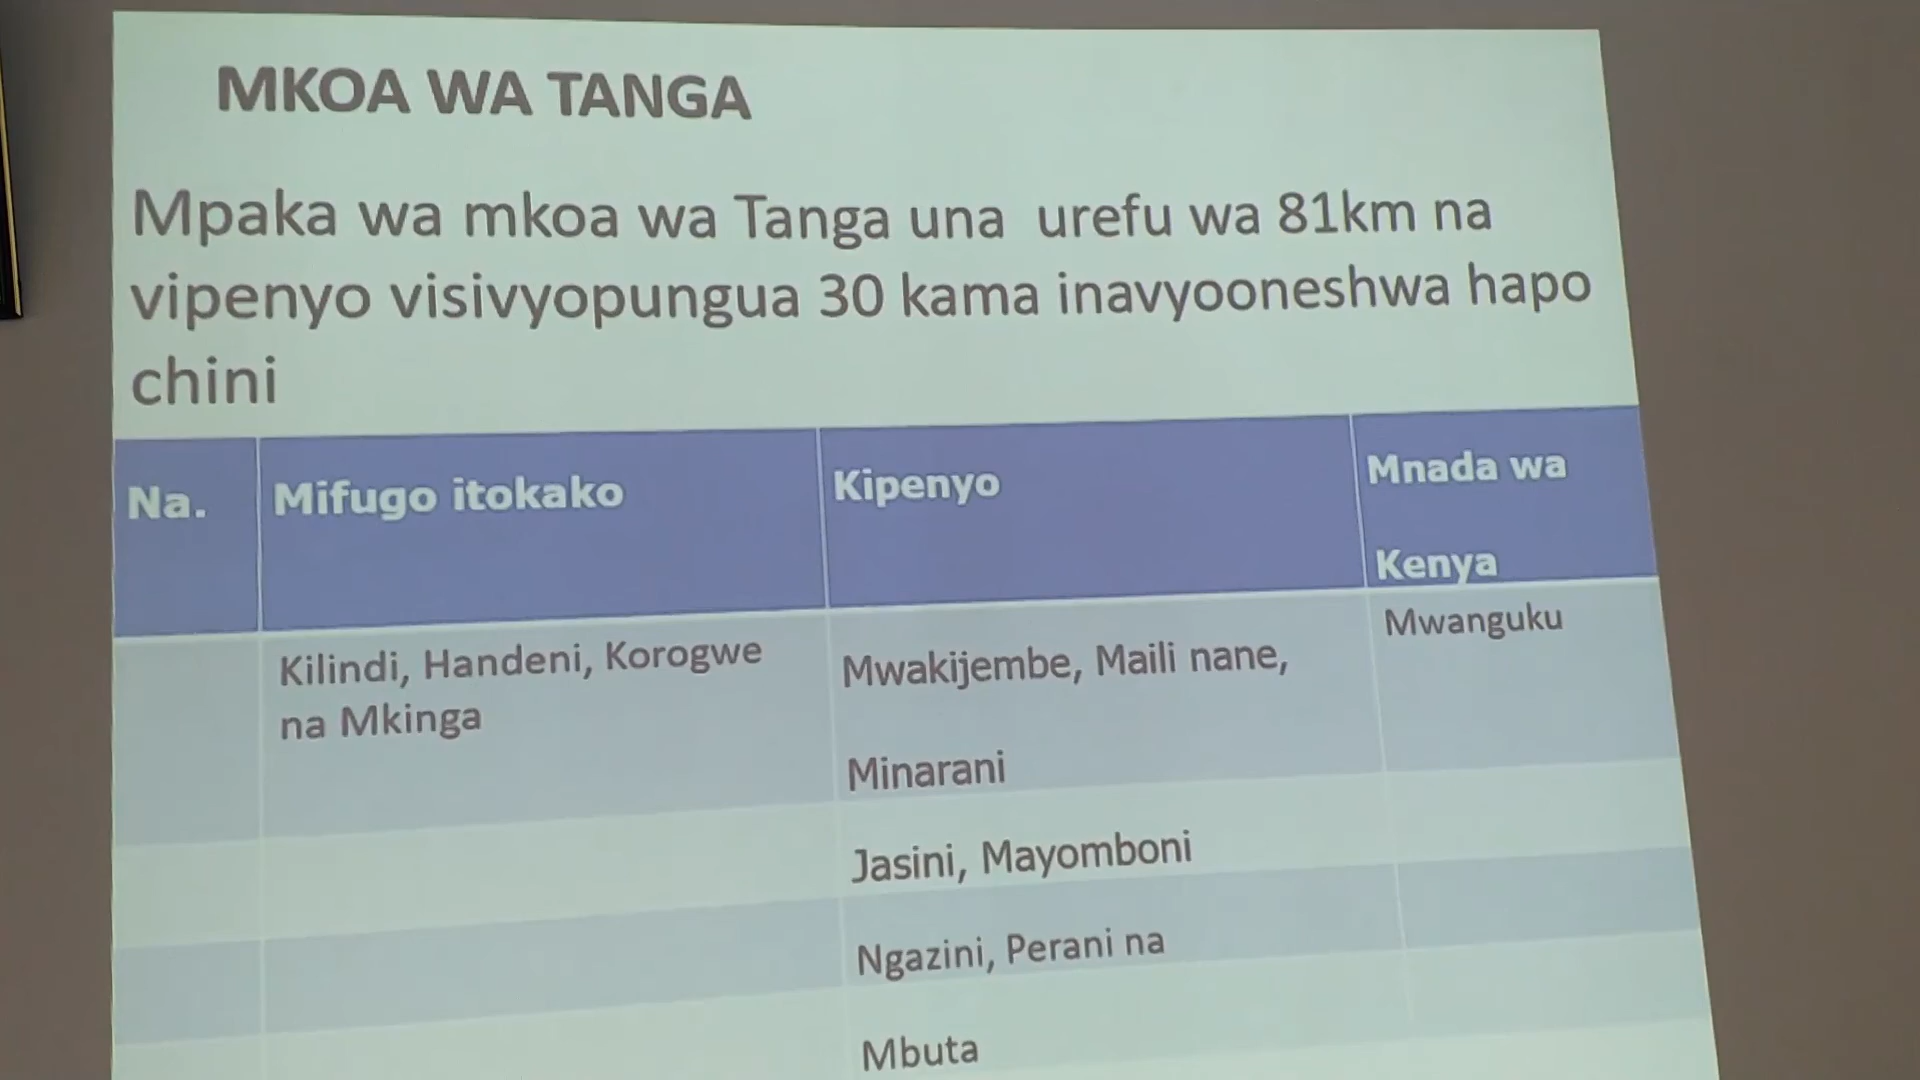 MKOA WA TANGA
Mpaka wa mkoa wa Tanga una urefu wa 81km na
vipenyo visivyopungua 30 kama inavyooneshwa hapo
chini
Na.
Mifugo itokako
Kipenyo
Mnada wa
Kenya
Kilindi, Handeni, Korogwe
na Mkinga
Mwakijembe, Maili nane,
Minarani
Mwanguku
Jasini, Mayomboni
Ngazini, Perani na
Mbuta